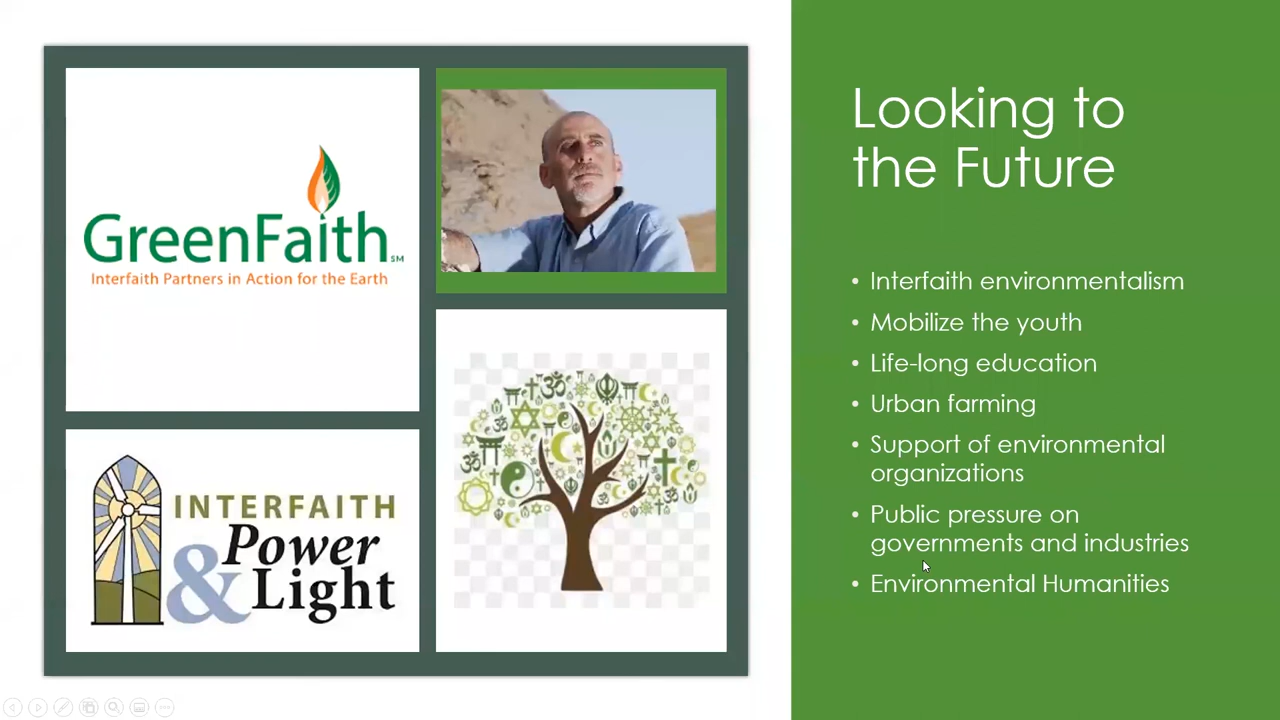 GreenFaith SM
Interfaith Partners in Action for the Earth
INTERFAITH
Power
& Light
Looking to
the Future
• Interfaith environmentalism
• Mobilize the youth
• Life-long education
• Urban farming
• Support of environmental
organizations
• Public pressure on
governments and industries
• Environmental Humanities